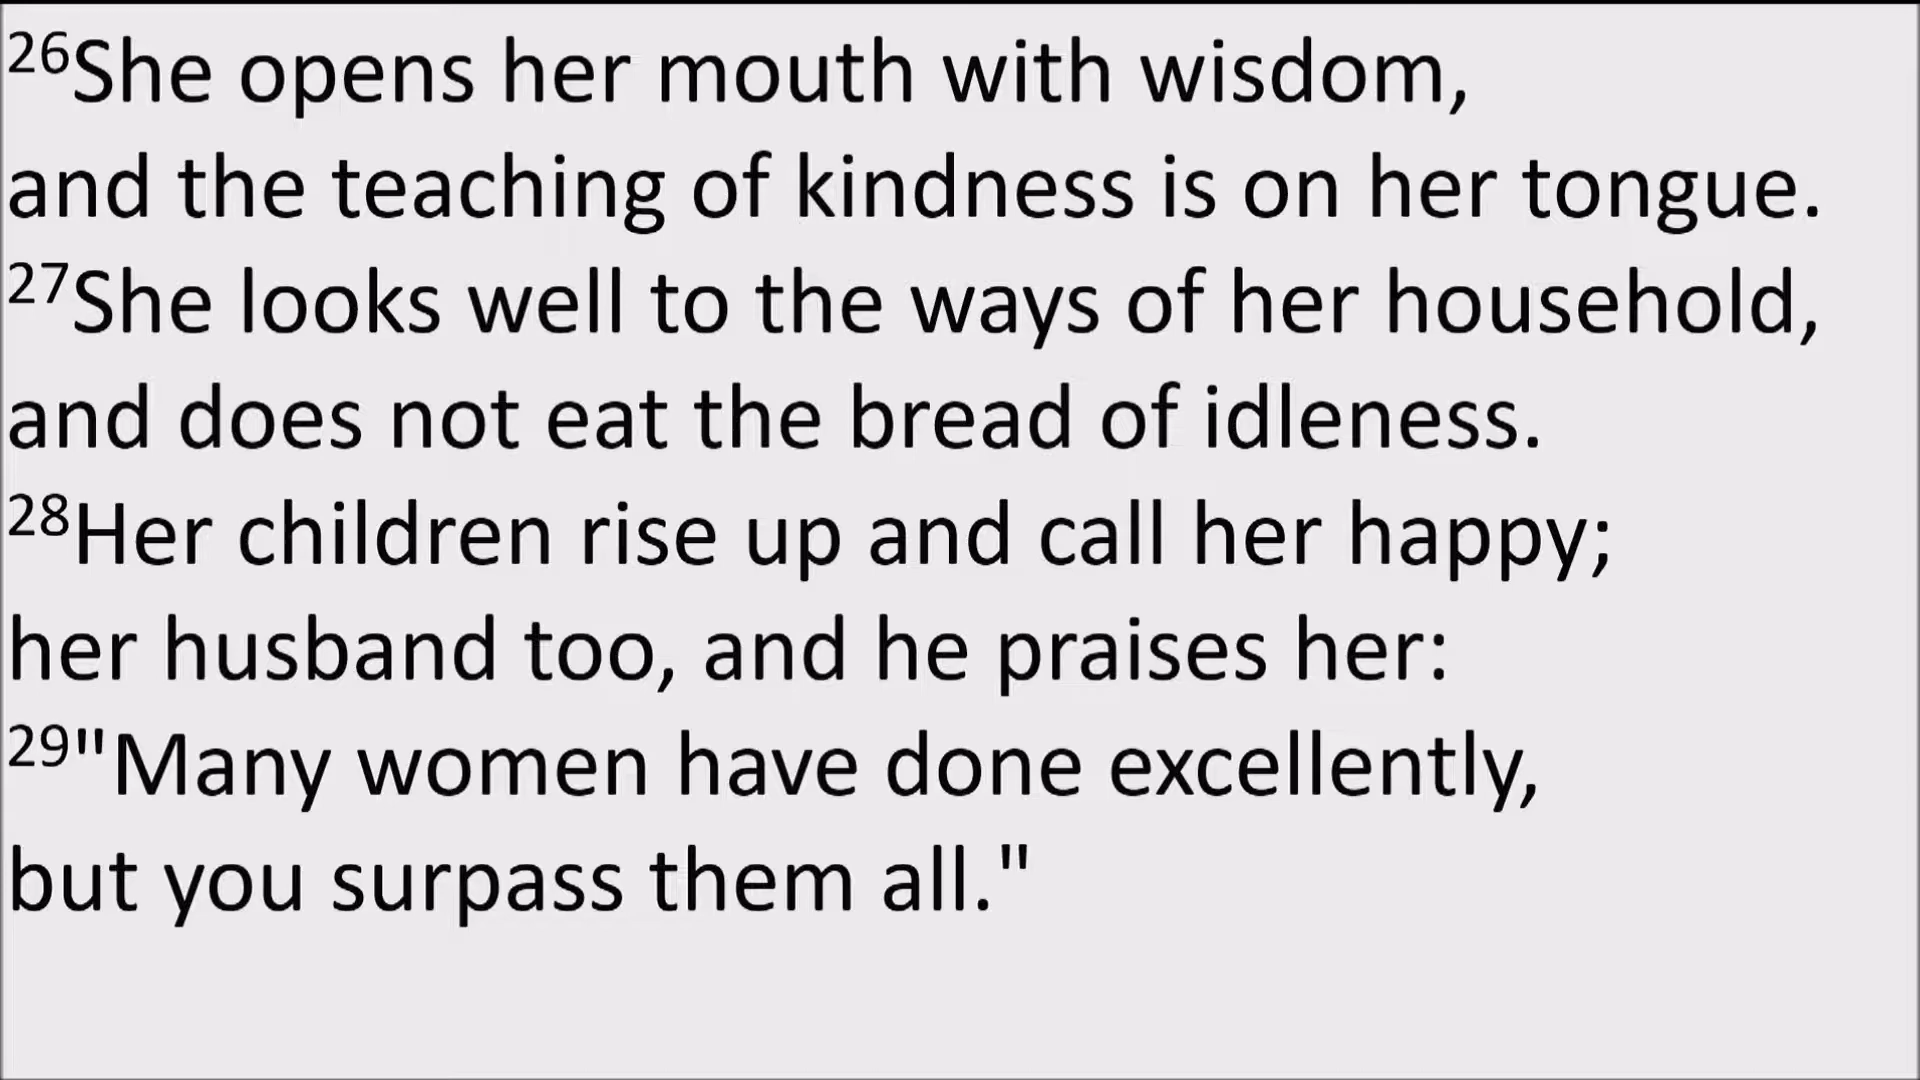 26She opens her mouth with wisdom,
and the teaching of kindness is on her tongue.
27She looks well to the ways of her household,
and does not eat the bread of idleness.
28Her children rise up and call her happy;
her husband too, and he praises her:
29"Many women have done excellently,
but you surpass them all."